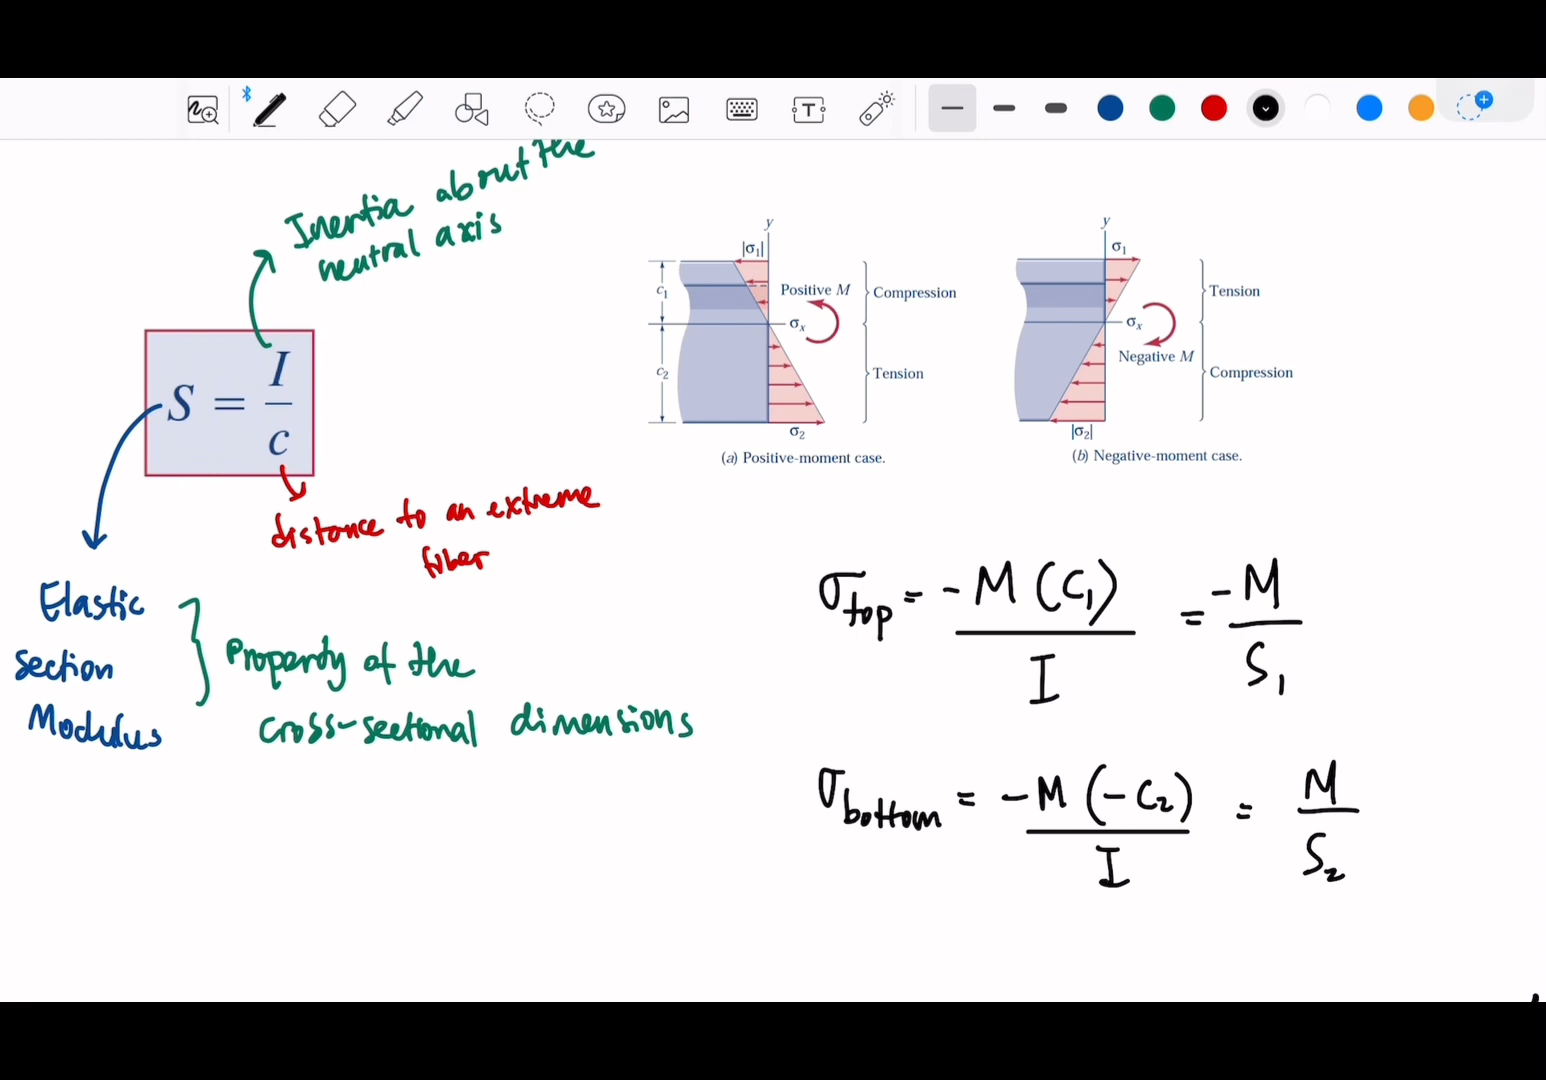 Inertia about the
neutral axis
S = I/c
distance to an extreme
fiber
Elastic
section
Modulus
Property of the
cross-sectional dimensions
y
|σ₁|
c₁
Positive M
Compression
σₓ
c₂
Tension
σ₂
(a) Positive-moment case.
y
σ₁
Tension
σₓ
Negative M
Compression
|σ₂|
(b) Negative-moment case.
σtop = -M(C₁)/I = -M/S₁
σbottom = -M(-C₂)/I = M/S₂
T